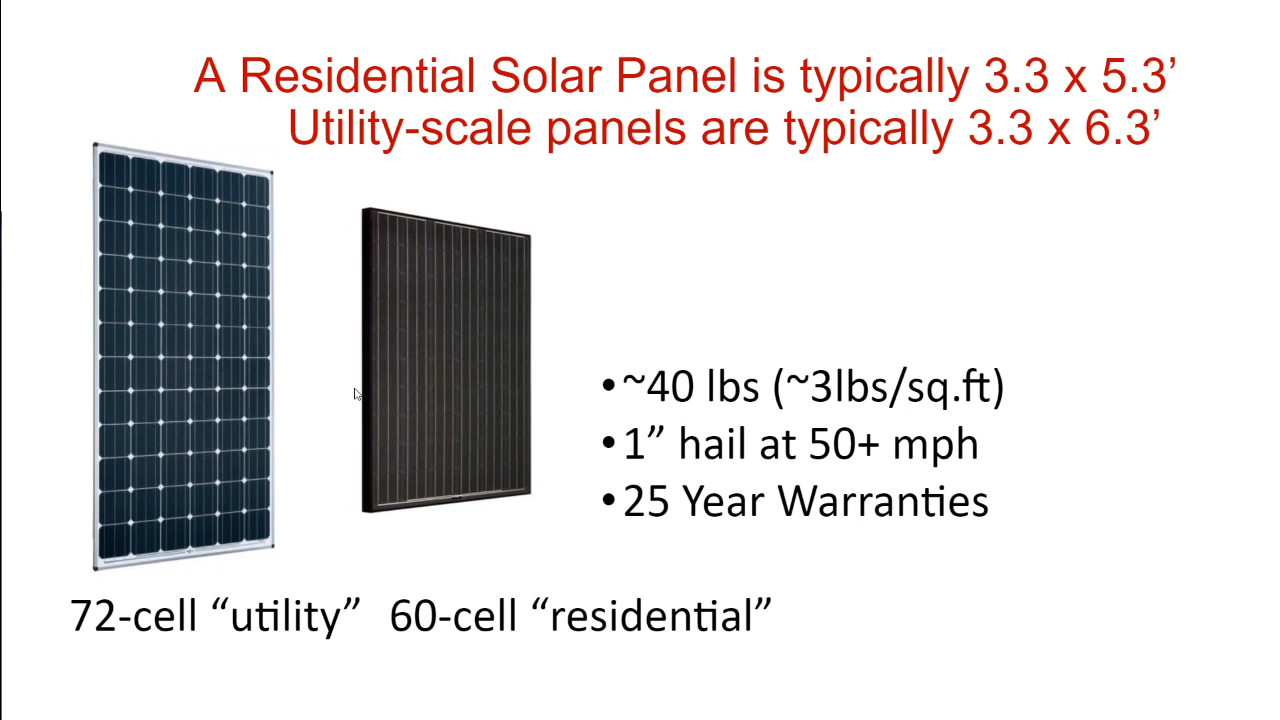 A Residential Solar Panel is typically 3.3 x 5.3’
Utility-scale panels are typically 3.3 x 6.3’
•~40 lbs (~3lbs/sq.ft)
•1” hail at 50+ mph
•25 Year Warranties
72-cell “utility” 60-cell “residential”